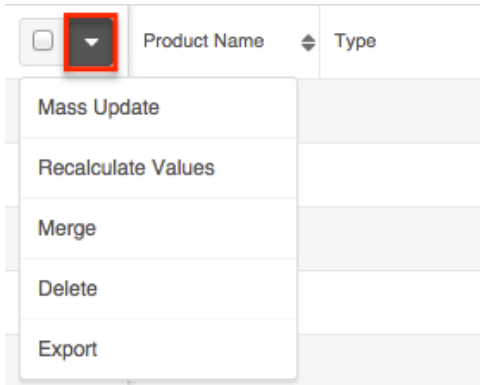 Product Name
Type
Mass Update
Recalculate Values
Merge
Delete
Export